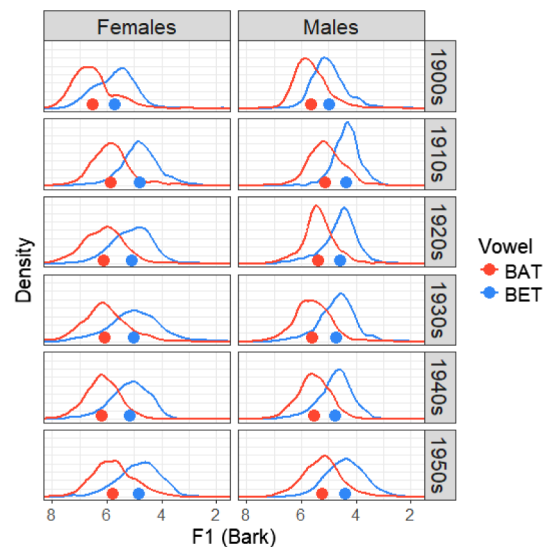 Females Males
1900s
1910s
1920s
1930s
1940s
1950s
Density
Vowel
BAT
BET
8 6 4 2 8 6 4 2
F1 (Bark)